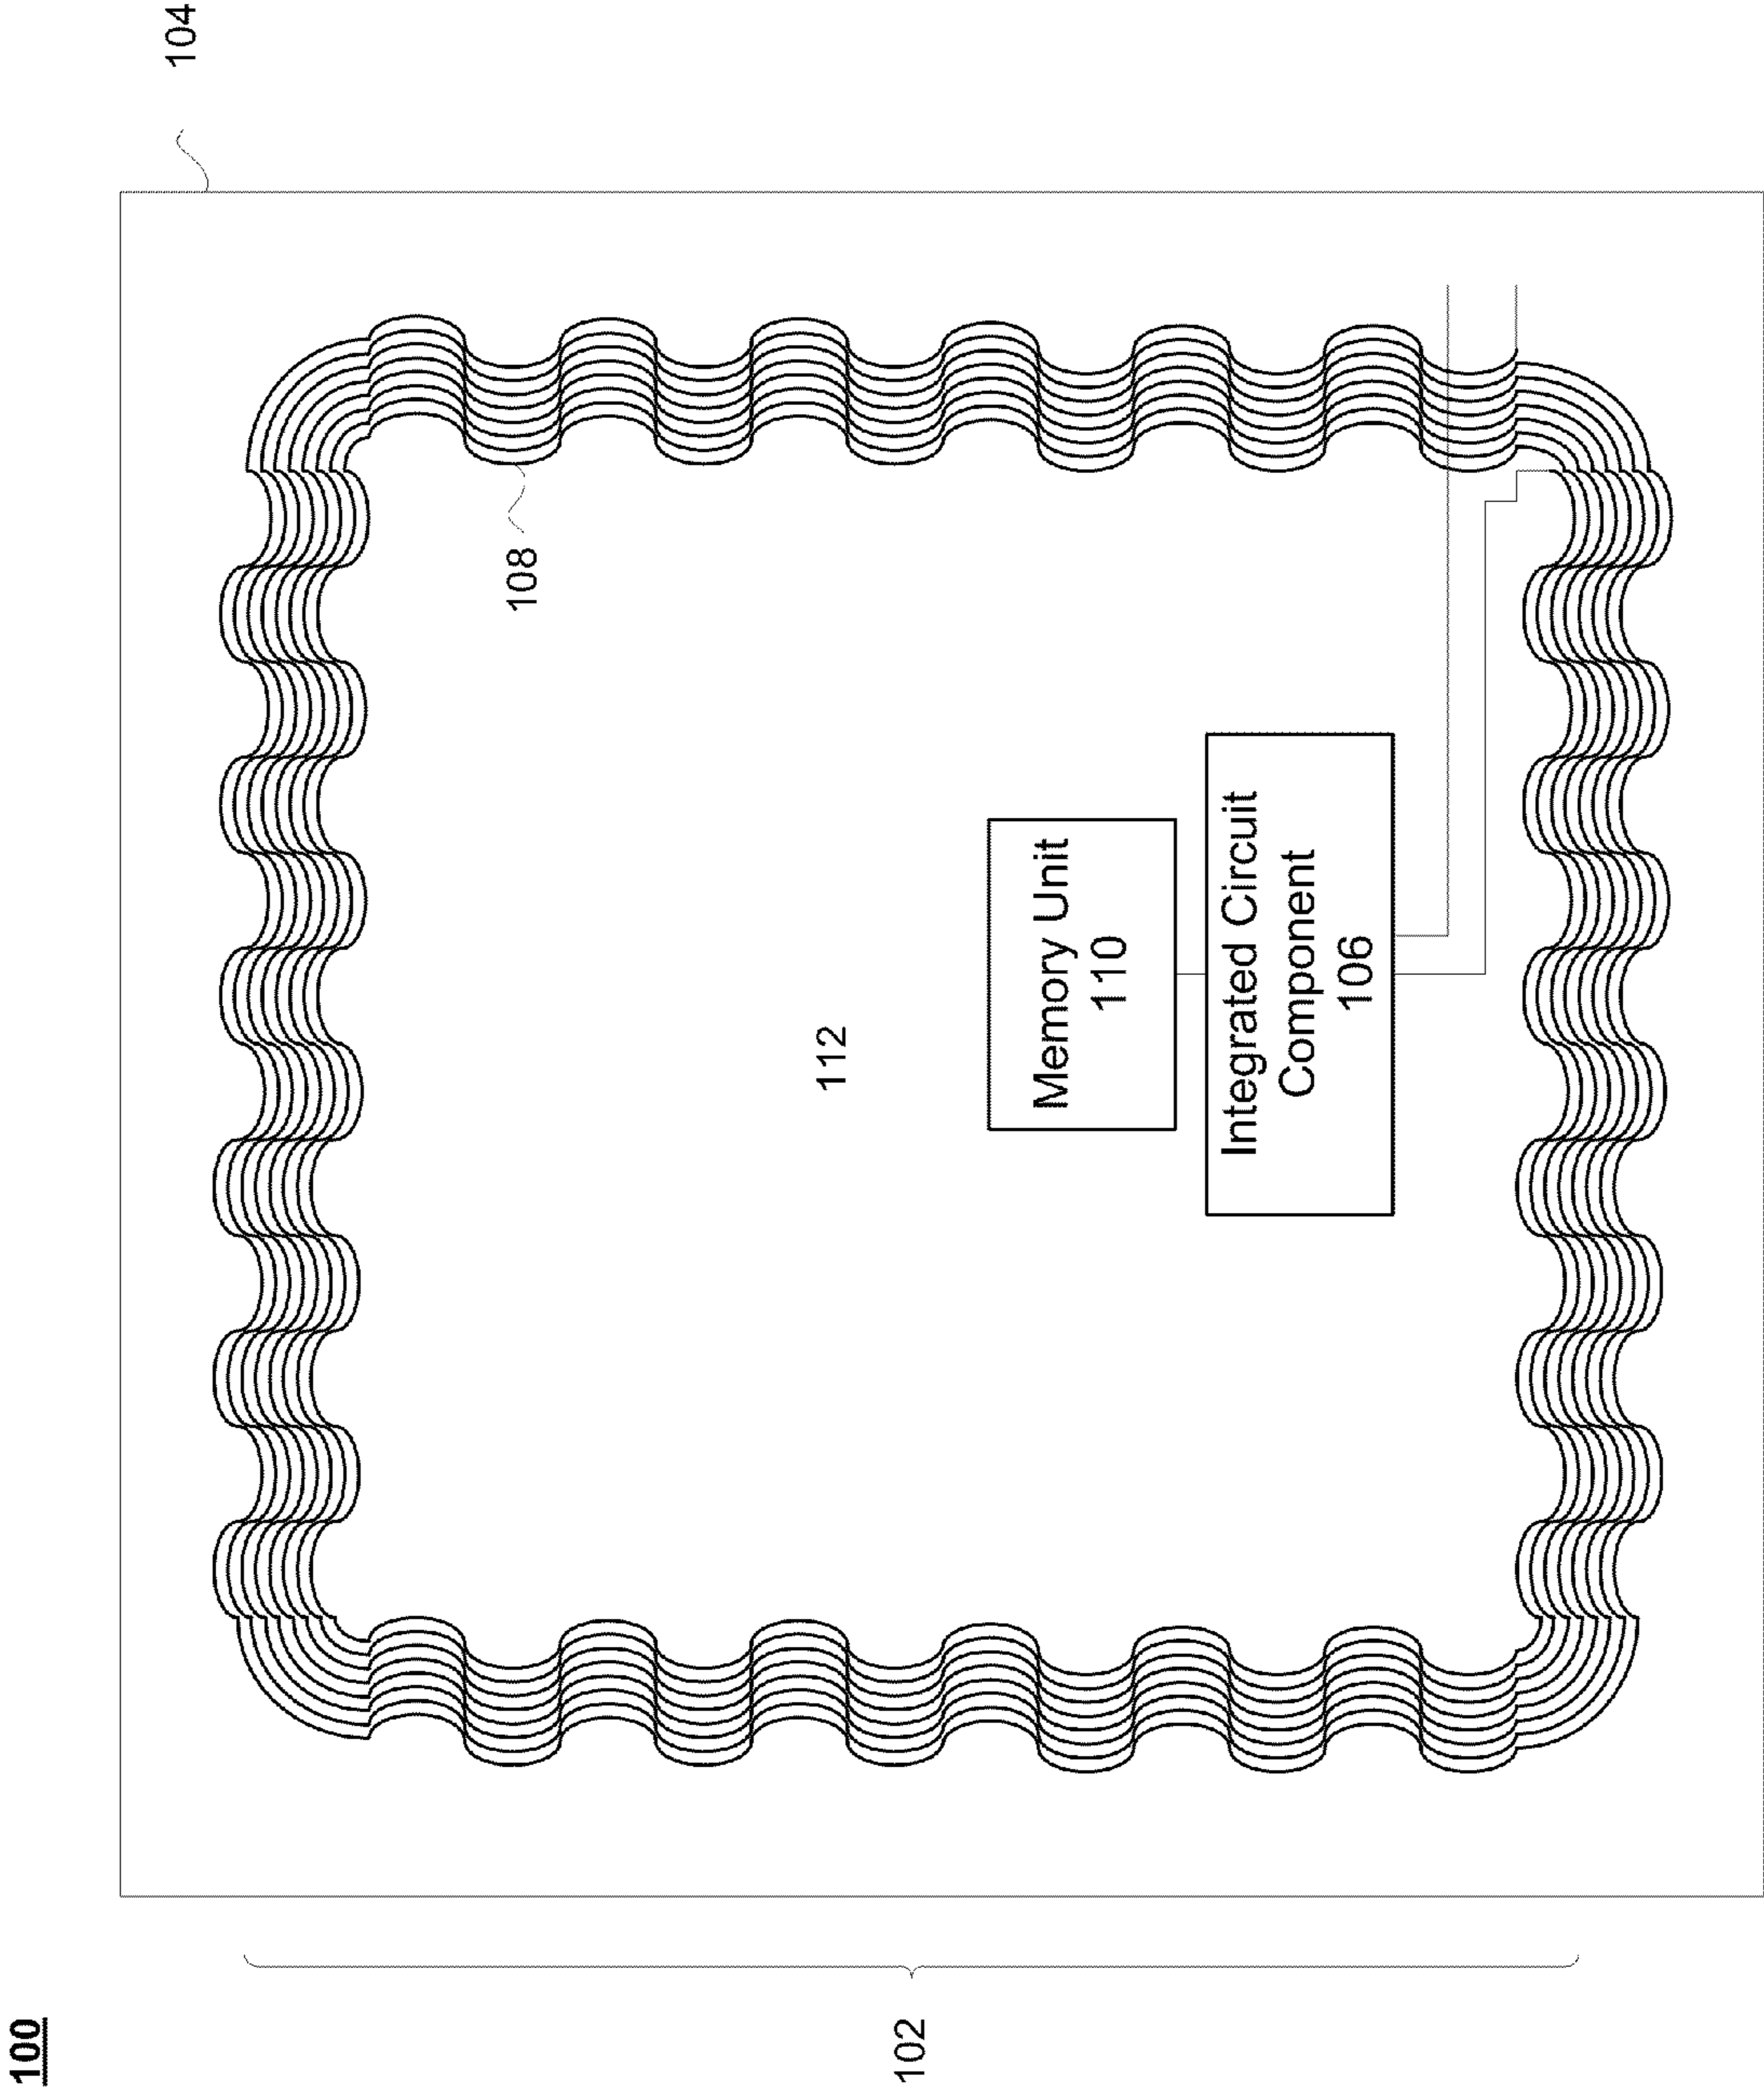 100
102
104
108
112
Memory Unit
110
Integrated Circuit
Component
106